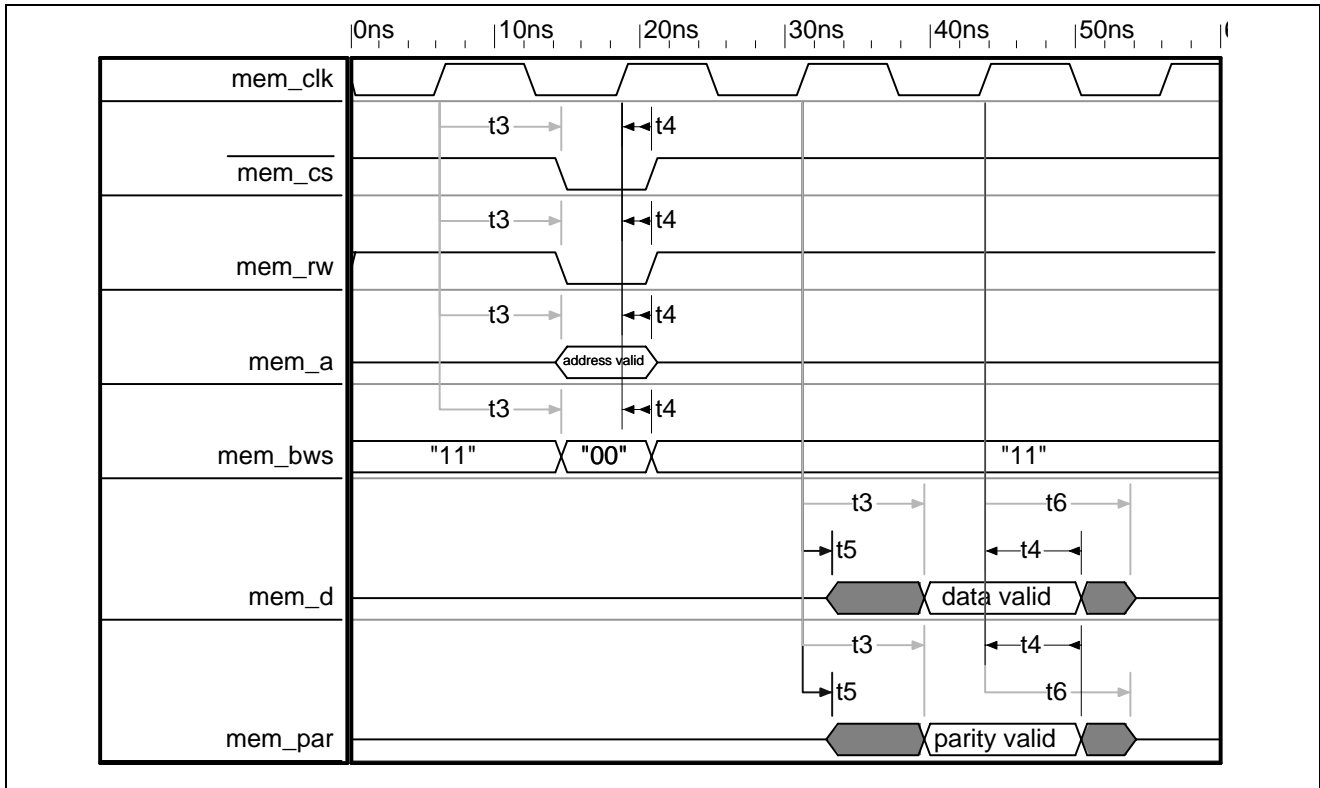 0ns 10ns 20ns 30ns 40ns 50ns
mem_clk
t3 t4
mem_cs
t3 t4
mem_rw
t3 t4
mem_a address valid
t3 t4
mem_bws "11" "00" "11"
t3 t6
t5 t4
mem_d data valid
t3 t4
t5 t6
mem_par parity valid